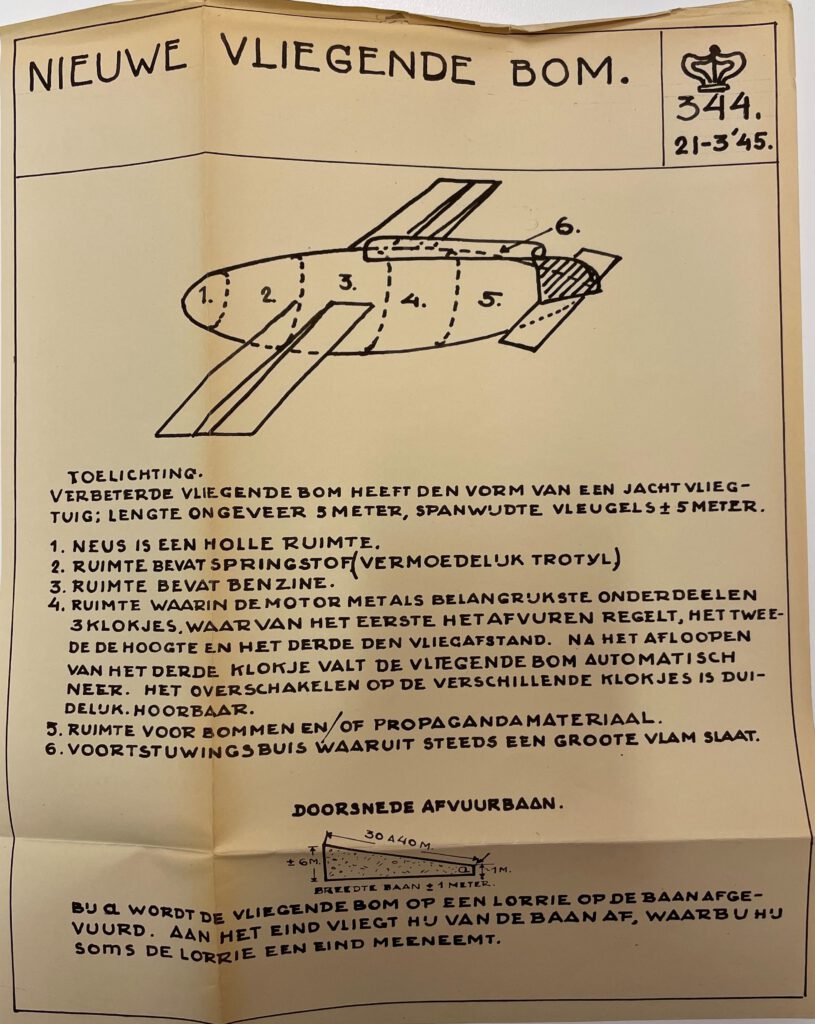 NIEUWE VLIEGENDE BOM.
344.
21-3'45.
6.
1.
2.
3.
4.
5.
TOELICHTING.
VERBETERDE VLIEGENDE BOM HEEFT DEN VORM VAN EEN JACHTVLIEG-
TUIG; LENGTE ONGEVEER 5 METER, SPANWIJDTE VLEUGELS ± 5 METER.
1. NEUS IS EEN HOLLE RUIMTE.
2. RUIMTE BEVAT SPRINGSTOF (VERMOEDELIJK TROTYL)
3. RUIMTE BEVAT BENZINE.
4. RUIMTE WAARIN DE MOTOR MET ALS BELANGRIJKSTE ONDERDEELEN
3 KLOKJES, WAARVAN HET EERSTE HET AFVUREN REGELT, HET TWEE-
DE DE HOOGTE EN HET DERDE DEN VLIEGAFSTAND. NA HET AFLOOPEN
VAN HET DERDE KLOKJE VALT DE VLIEGENDE BOM AUTOMATISCH
NEER. HET OVERSCHAKELEN OP DE VERSCHILLENDE KLOKJES IS DUI-
DELIJK. HOORBAAR.
5. RUIMTE VOOR BOMMEN EN/OF PROPAGANDAMATERIAAL.
6. VOORTSTUWINGSBUIS WAARUIT STEEDS EEN GROOTE VLAM SLAAT.
DOORSNEDE AFVUURBAAN.
30 A 40 M.
± 6 M.
a
1 M.
BREEDTE BAAN ± 1 METER.
BIJ a WORDT DE VLIEGENDE BOM OP EEN LORRIE OP DE BAAN AFGE-
VUURD. AAN HET EIND VLIEGT HIJ VAN DE BAAN AF, WAARBIJ HIJ
SOMS DE LORRIE EEN EIND MEENEEMT.